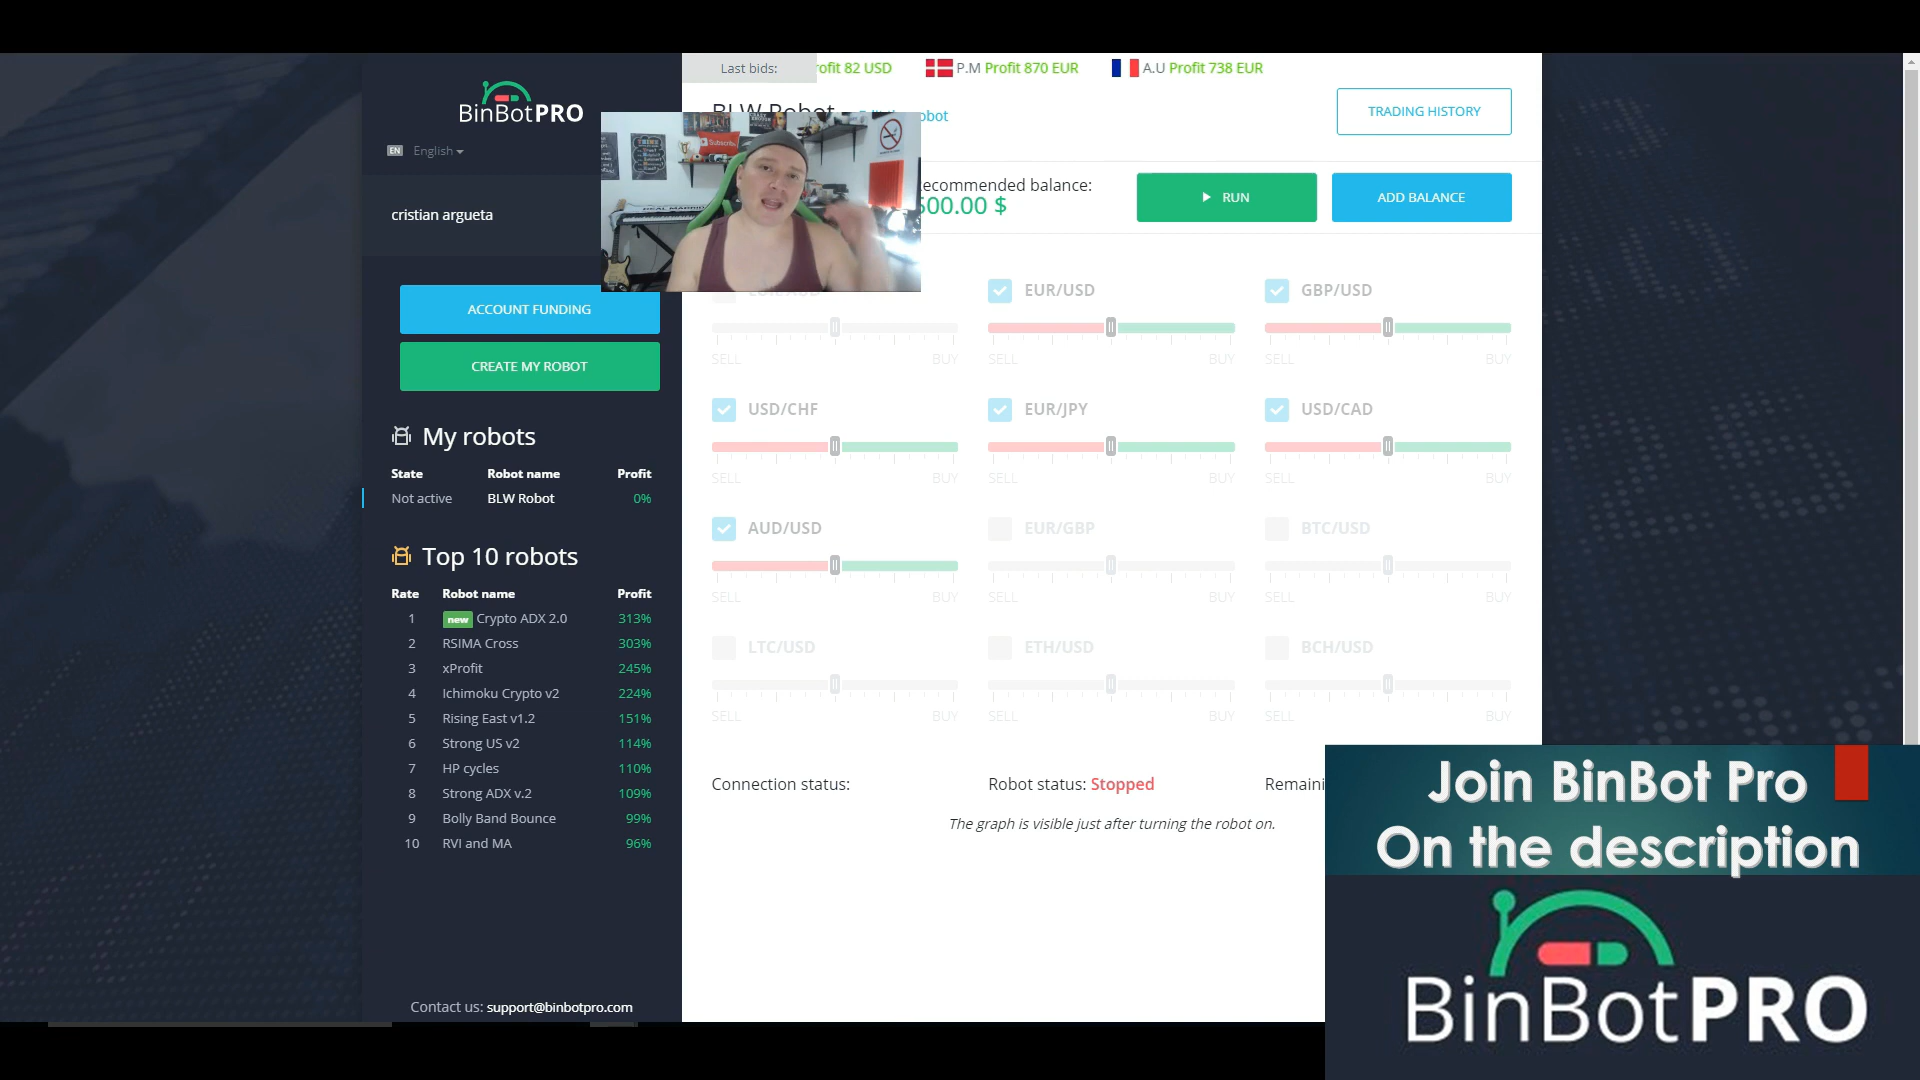 Last bids:
rofit 82 USD
P.M Profit 870 EUR
A.U Profit 738 EUR
BinBotPRO
EN English
cristian argueta
ACCOUNT FUNDING
CREATE MY ROBOT
My robots
State Robot name Profit
Not active BLW Robot 0%
Top 10 robots
Rate Robot name Profit
1 new Crypto ADX 2.0 313%
2 RSIMA Cross 303%
3 xProfit 245%
4 Ichimoku Crypto v2 224%
5 Rising East v1.2 151%
6 Strong US v2 114%
7 HP cycles 110%
8 Strong ADX v.2 109%
9 Bolly Band Bounce 99%
10 RVI and MA 96%
Contact us: support@binbotpro.com
BLW Robot
obot
TRADING HISTORY
ecommended balance:
500.00 $
RUN
ADD BALANCE
EUR/USD
GBP/USD
SELL BUY
SELL BUY
SELL BUY
USD/CHF
EUR/JPY
USD/CAD
SELL BUY
SELL BUY
SELL BUY
AUD/USD
EUR/GBP
BTC/USD
SELL BUY
SELL BUY
SELL BUY
LTC/USD
ETH/USD
BCH/USD
SELL BUY
SELL BUY
SELL BUY
Connection status:
Robot status: Stopped
Remaini
The graph is visible just after turning the robot on.
Join BinBot Pro
On the description
BinBotPRO